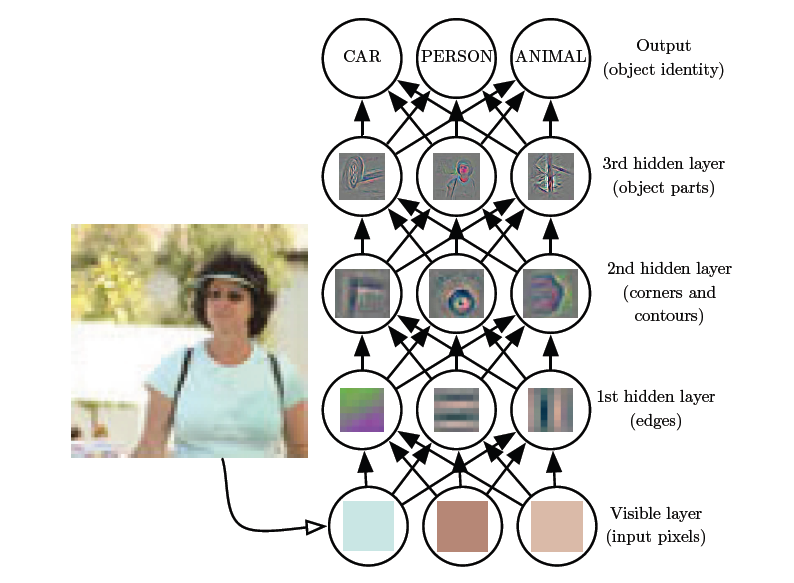 CAR
PERSON
ANIMAL
Output
(object identity)
3rd hidden layer
(object parts)
2nd hidden layer
(corners and
contours)
1st hidden layer
(edges)
Visible layer
(input pixels)